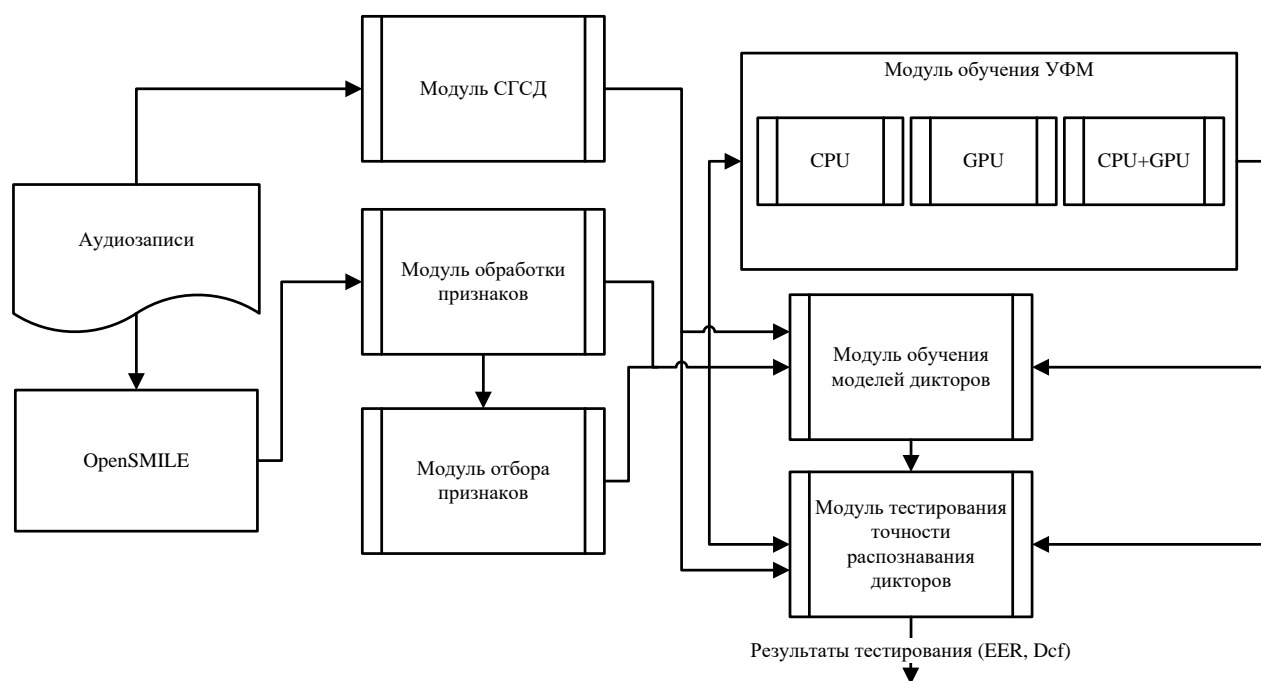 Модуль СГСД
Модуль обучения УФМ
CPU
GPU
CPU+GPU
Аудиозаписи
Модуль обработки
признаков
Модуль обучения
моделей дикторов
OpenSMILE
Модуль отбора
признаков
Модуль тестирования
точности
распознавания
дикторов
Результаты тестирования (EER, Dcf)